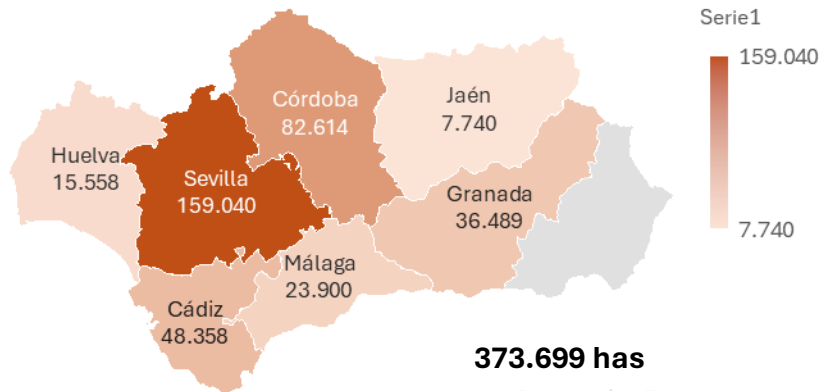 Serie1
159.040
7.740
Córdoba
82.614
Jaén
7.740
Huelva
15.558
Sevilla
159.040
Granada
36.489
Málaga
23.900
Cádiz
48.358
373.699 has